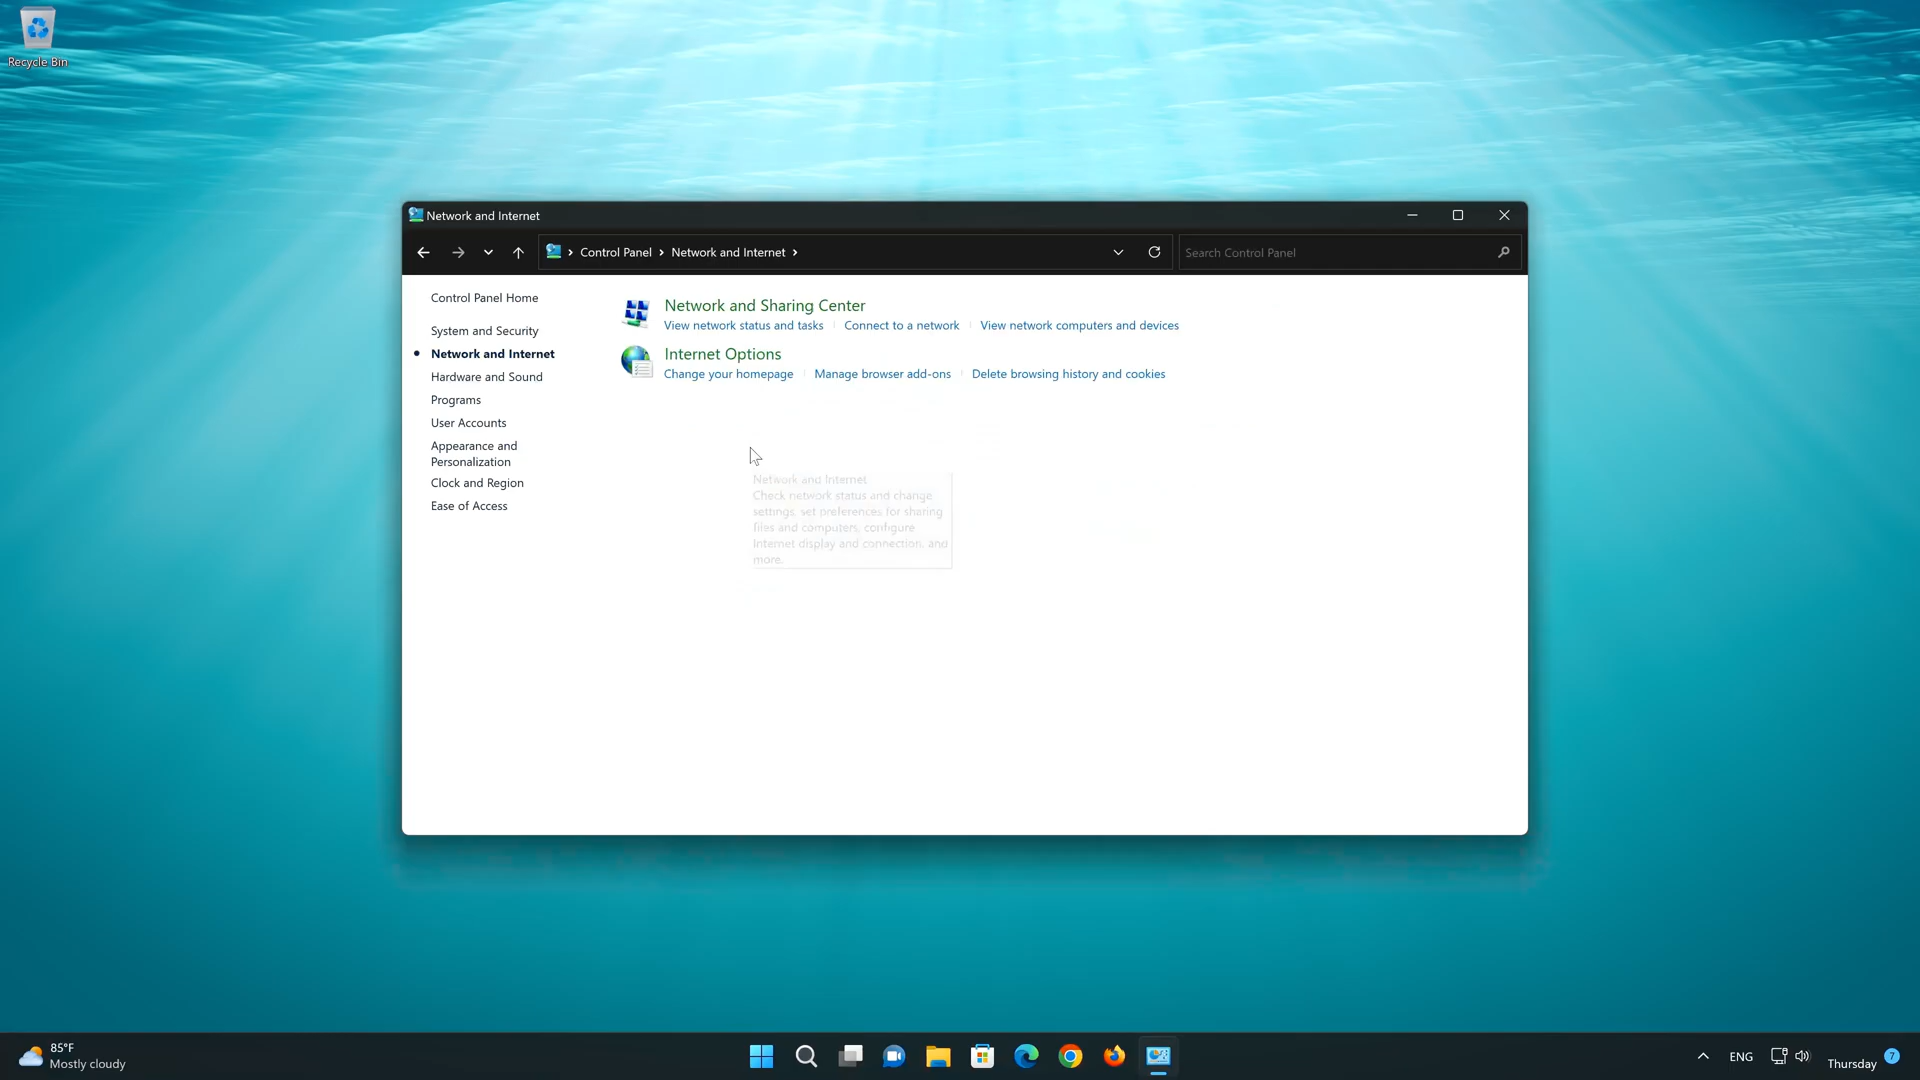 Recycle Bin
Network and Internet
Control Panel Network and Internet
Search Control Panel
Control Panel Home
System and Security
Network and Internet
Hardware and Sound
Programs
User Accounts
Appearance and
Personalization
Clock and Region
Ease of Access
Network and Sharing Center
View network status and tasks Connect to a network View network computers and devices
Internet Options
Change your homepage Manage browser add-ons Delete browsing history and cookies
Network and Internet
Check network status and change
settings, set preferences for sharing
files and computers, configure
Internet display and connection, and
more.
85°F
Mostly cloudy
ENG
Thursday 7